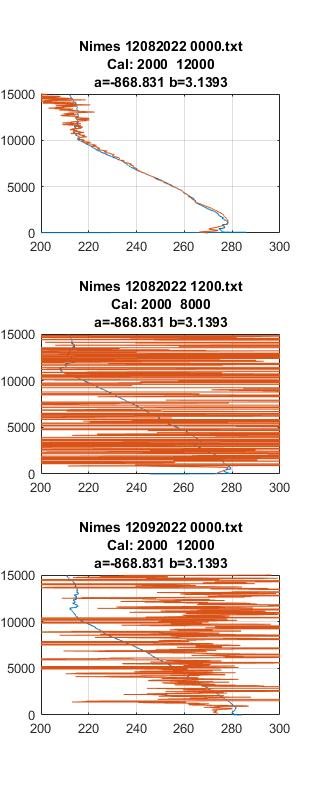 Nimes 12082022 0000.txt
Cal: 2000  12000
a=-868.831 b=3.1393
15000
10000
5000
0
200 220 240 260 280 300
Nimes 12082022 1200.txt
Cal: 2000  8000
a=-868.831 b=3.1393
15000
10000
5000
0
200 220 240 260 280 300
Nimes 12092022 0000.txt
Cal: 2000  12000
a=-868.831 b=3.1393
15000
10000
5000
0
200 220 240 260 280 300